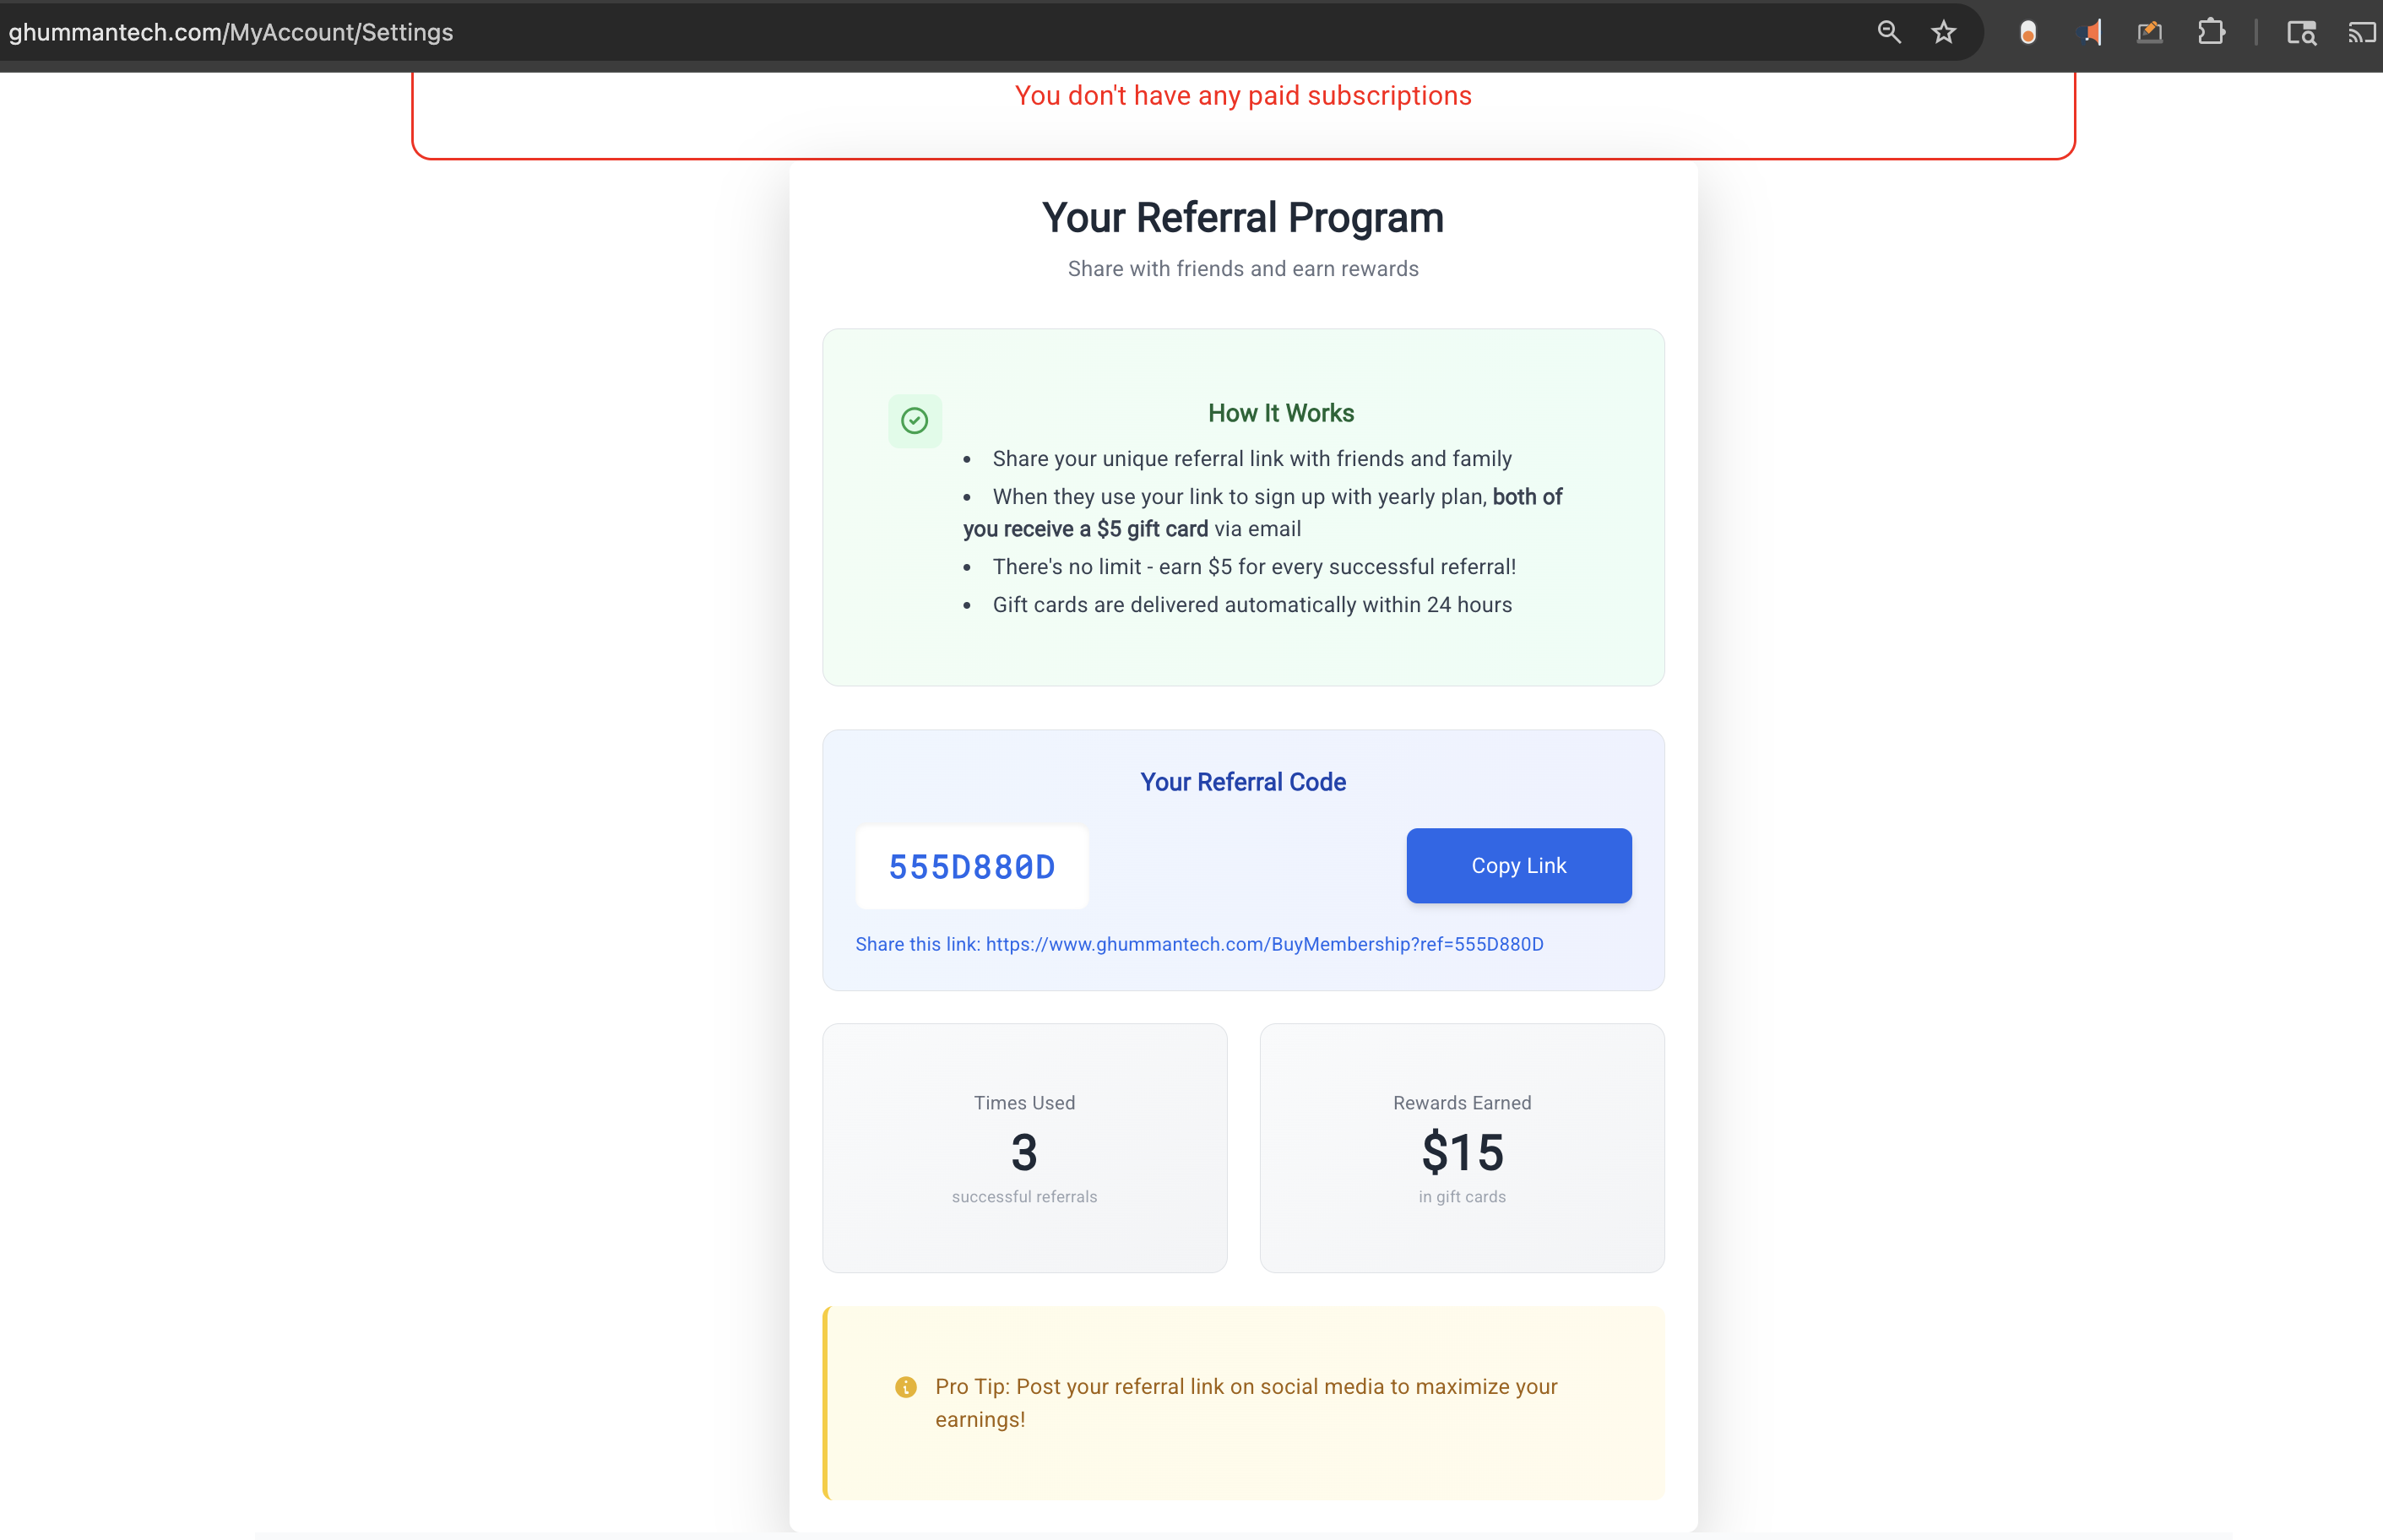 ghummantech.com/MyAccount/Settings
You don't have any paid subscriptions
Your Referral Program
Share with friends and earn rewards
How It Works
• Share your unique referral link with friends and family
• When they use your link to sign up with yearly plan, both of
you receive a $5 gift card via email
• There's no limit - earn $5 for every successful referral!
• Gift cards are delivered automatically within 24 hours
Your Referral Code
555D880D
Copy Link
Share this link: https://www.ghummantech.com/BuyMembership?ref=555D880D
Times Used
3
successful referrals
Rewards Earned
$15
in gift cards
Pro Tip: Post your referral link on social media to maximize your
earnings!